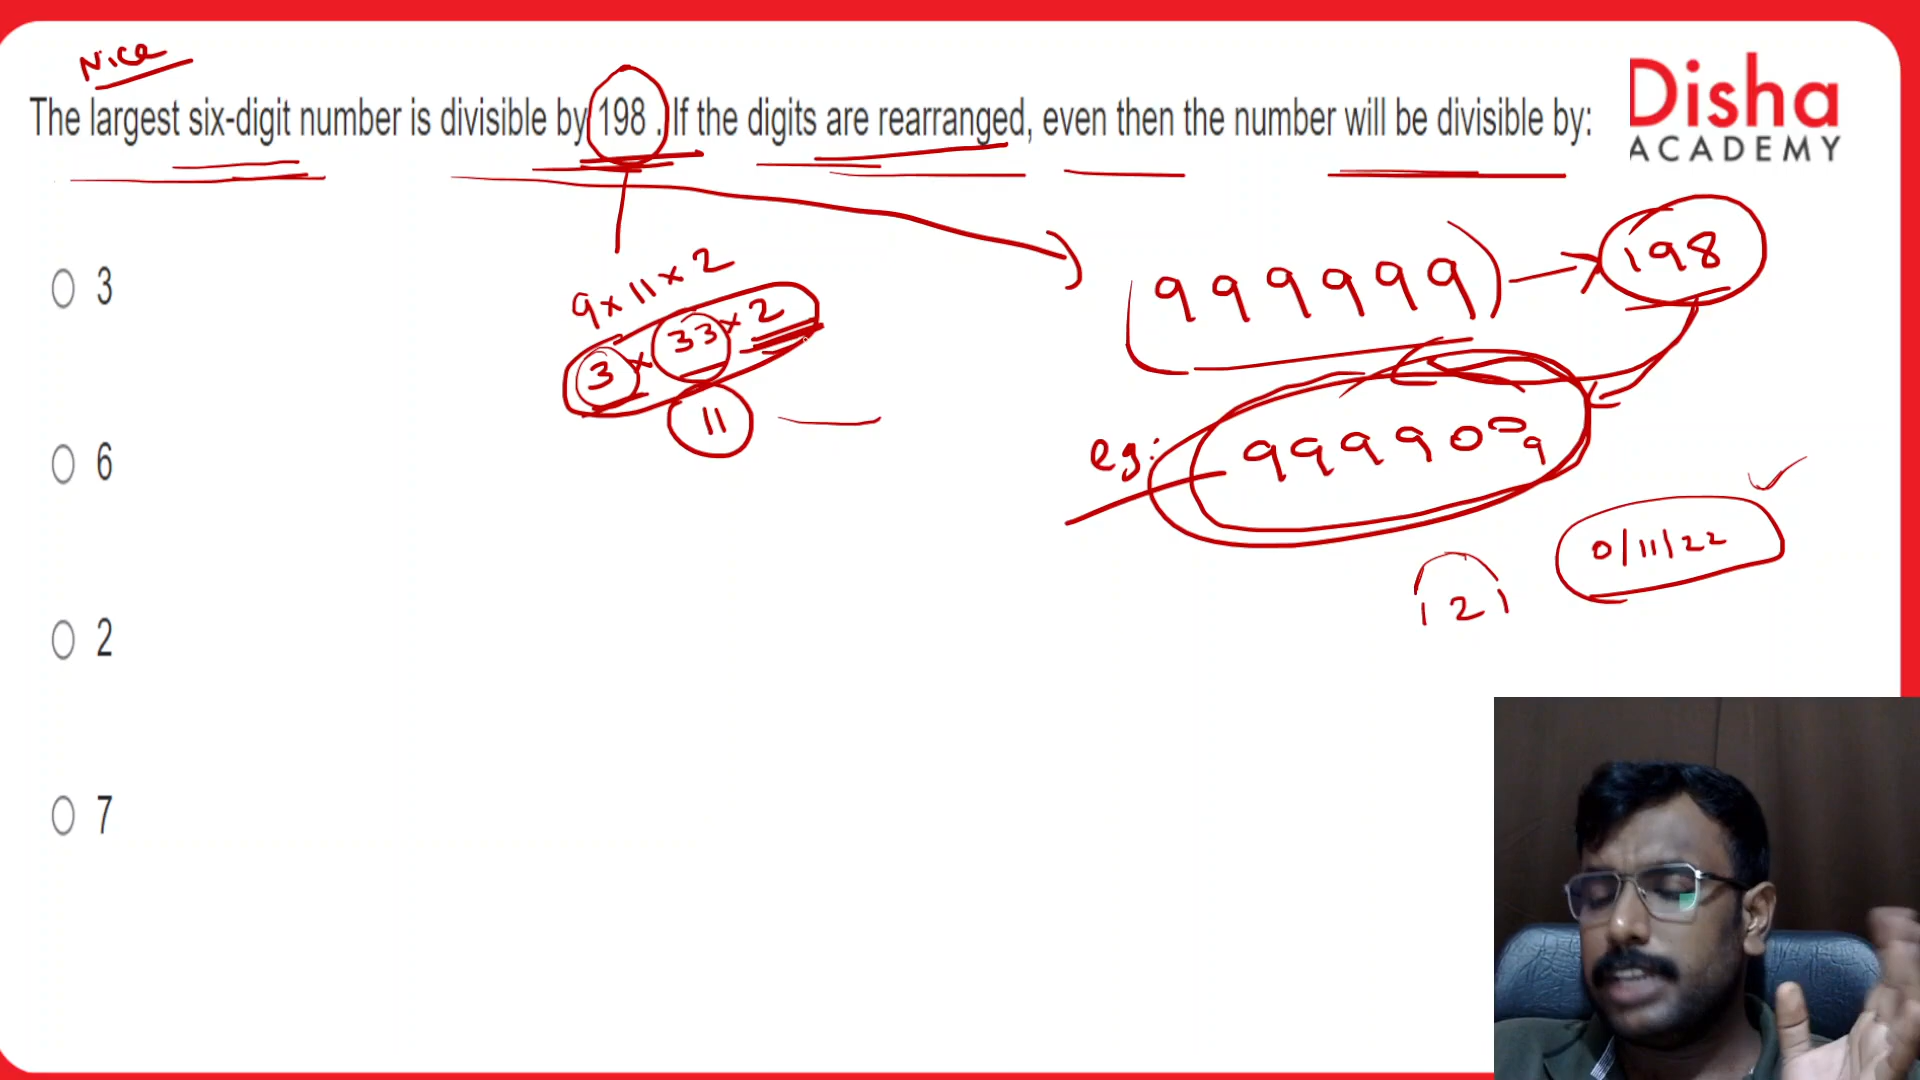 Nice
The largest six-digit number is divisible by 198 . If the digits are rearranged, even then the number will be divisible by:
Disha
ACADEMY
3
6
2
7
9 x 11 x 2
3 x 33 x 2
11
999999
198
eg: 9999009
0/11/22
121